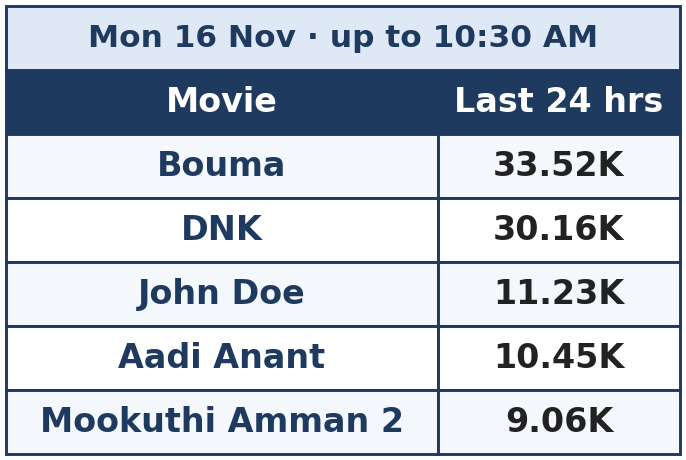 Mon 16 Nov · up to 10:30 AM
Movie Last 24 hrs
Bouma 33.52K
DNK 30.16K
John Doe 11.23K
Aadi Anant 10.45K
Mookuthi Amman 2 9.06K